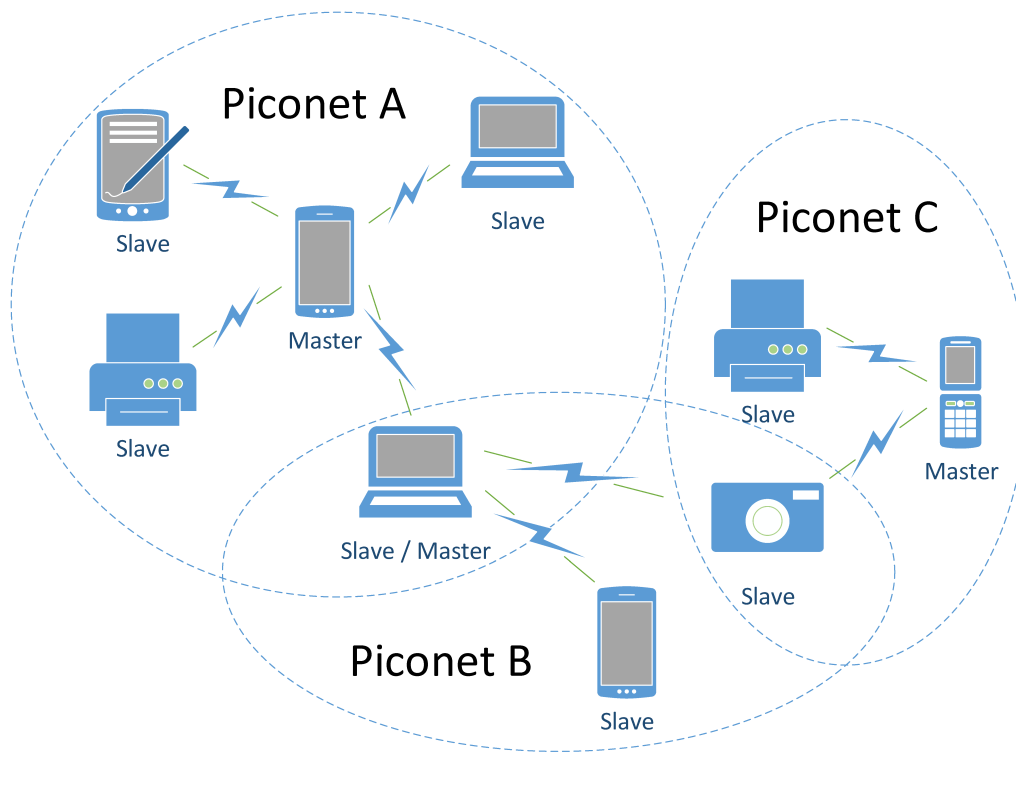 Piconet A
Slave
Slave
Master
Slave
Slave / Master
Piconet B
Slave
Piconet C
Slave
Master
Slave